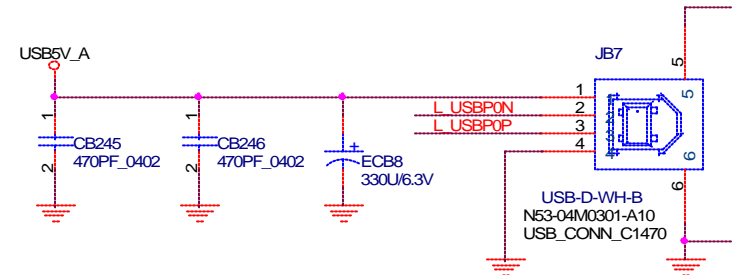 USB5V_A
JB7
5
1
2
3
4
L_USBP0N
L_USBP0P
5
6
1
2
CB245
470PF_0402
1
2
CB246
470PF_0402
+
ECB8
330U/6.3V
6
USB-D-WH-B
N53-04M0301-A10
USB_CONN_C1470